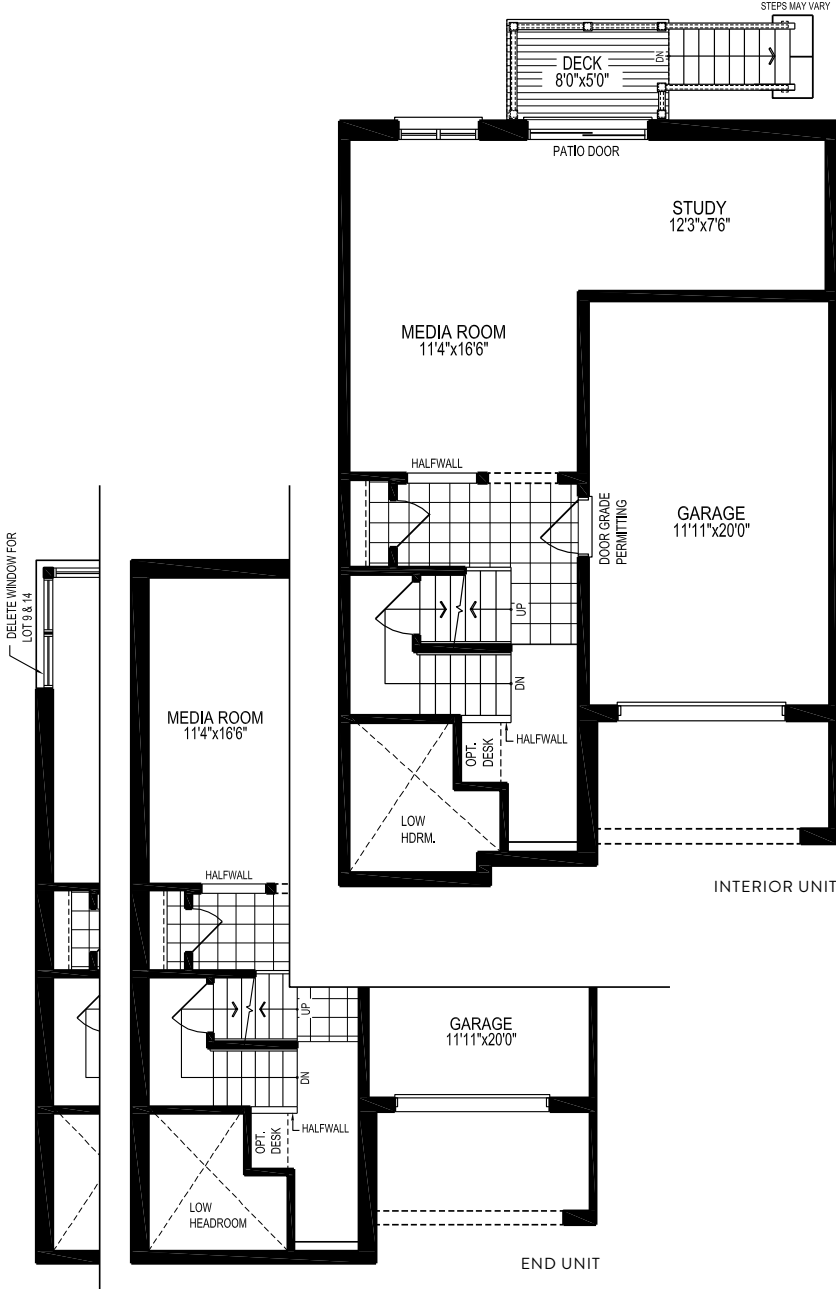 STEPS MAY VARY
DECK
8'0"x5'0"
DN
PATIO DOOR
STUDY
12'3"x7'6"
MEDIA ROOM
11'4"x16'6"
HALFWALL
DOOR GRADE
PERMITTING
GARAGE
11'11"x20'0"
UP
DN
OPT.
DESK
HALFWALL
LOW
HDRM.
INTERIOR UNIT
DELETE WINDOW FOR
LOT 9 & 14
MEDIA ROOM
11'4"x16'6"
HALFWALL
UP
GARAGE
11'11"x20'0"
DN
OPT.
DESK
HALFWALL
LOW
HEADROOM
END UNIT